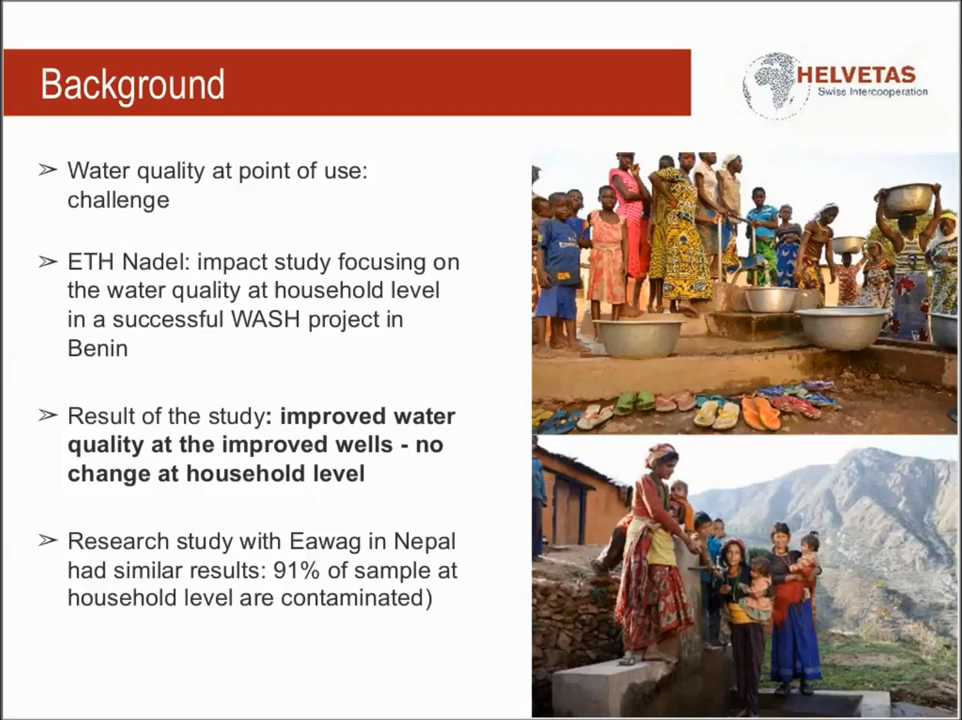 Background
HELVETAS
Swiss Intercooperation
➢ Water quality at point of use:
challenge
➢ ETH Nadel: impact study focusing on
the water quality at household level
in a successful WASH project in
Benin
➢ Result of the study: improved water
quality at the improved wells - no
change at household level
➢ Research study with Eawag in Nepal
had similar results: 91% of sample at
household level are contaminated)